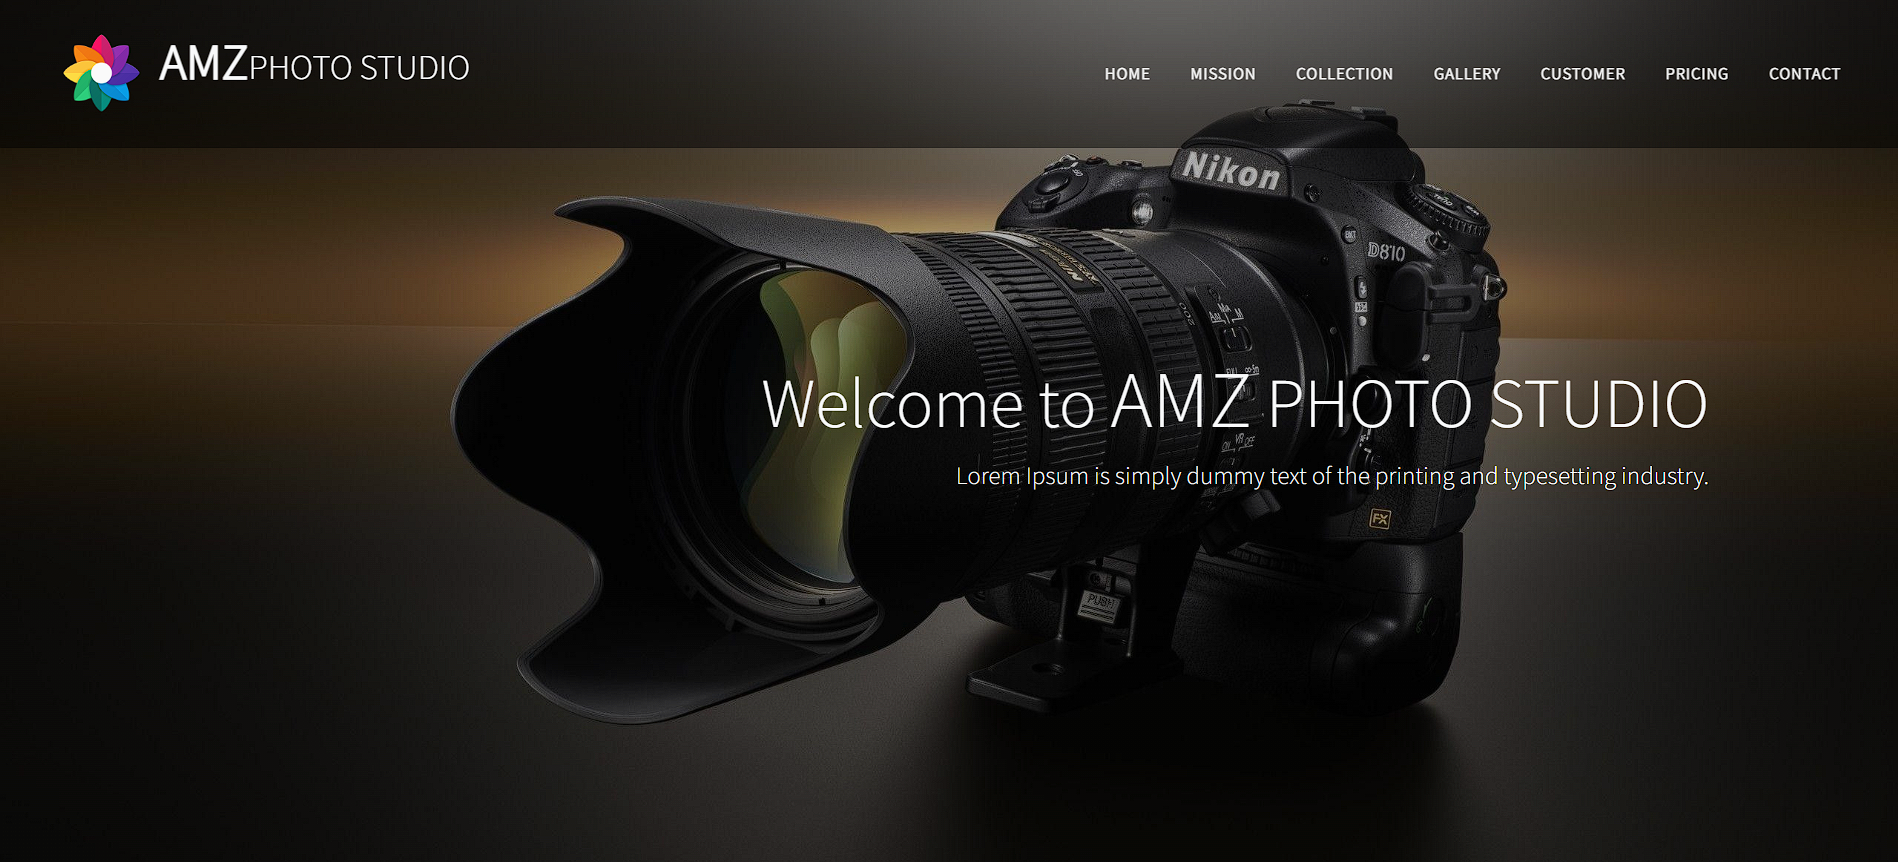 AMZPHOTO STUDIO
HOME MISSION COLLECTION GALLERY CUSTOMER PRICING CONTACT
Nikon
D810
Welcome to AMZ PHOTO STUDIO
Lorem Ipsum is simply dummy text of the printing and typesetting industry.
FX
PUSH